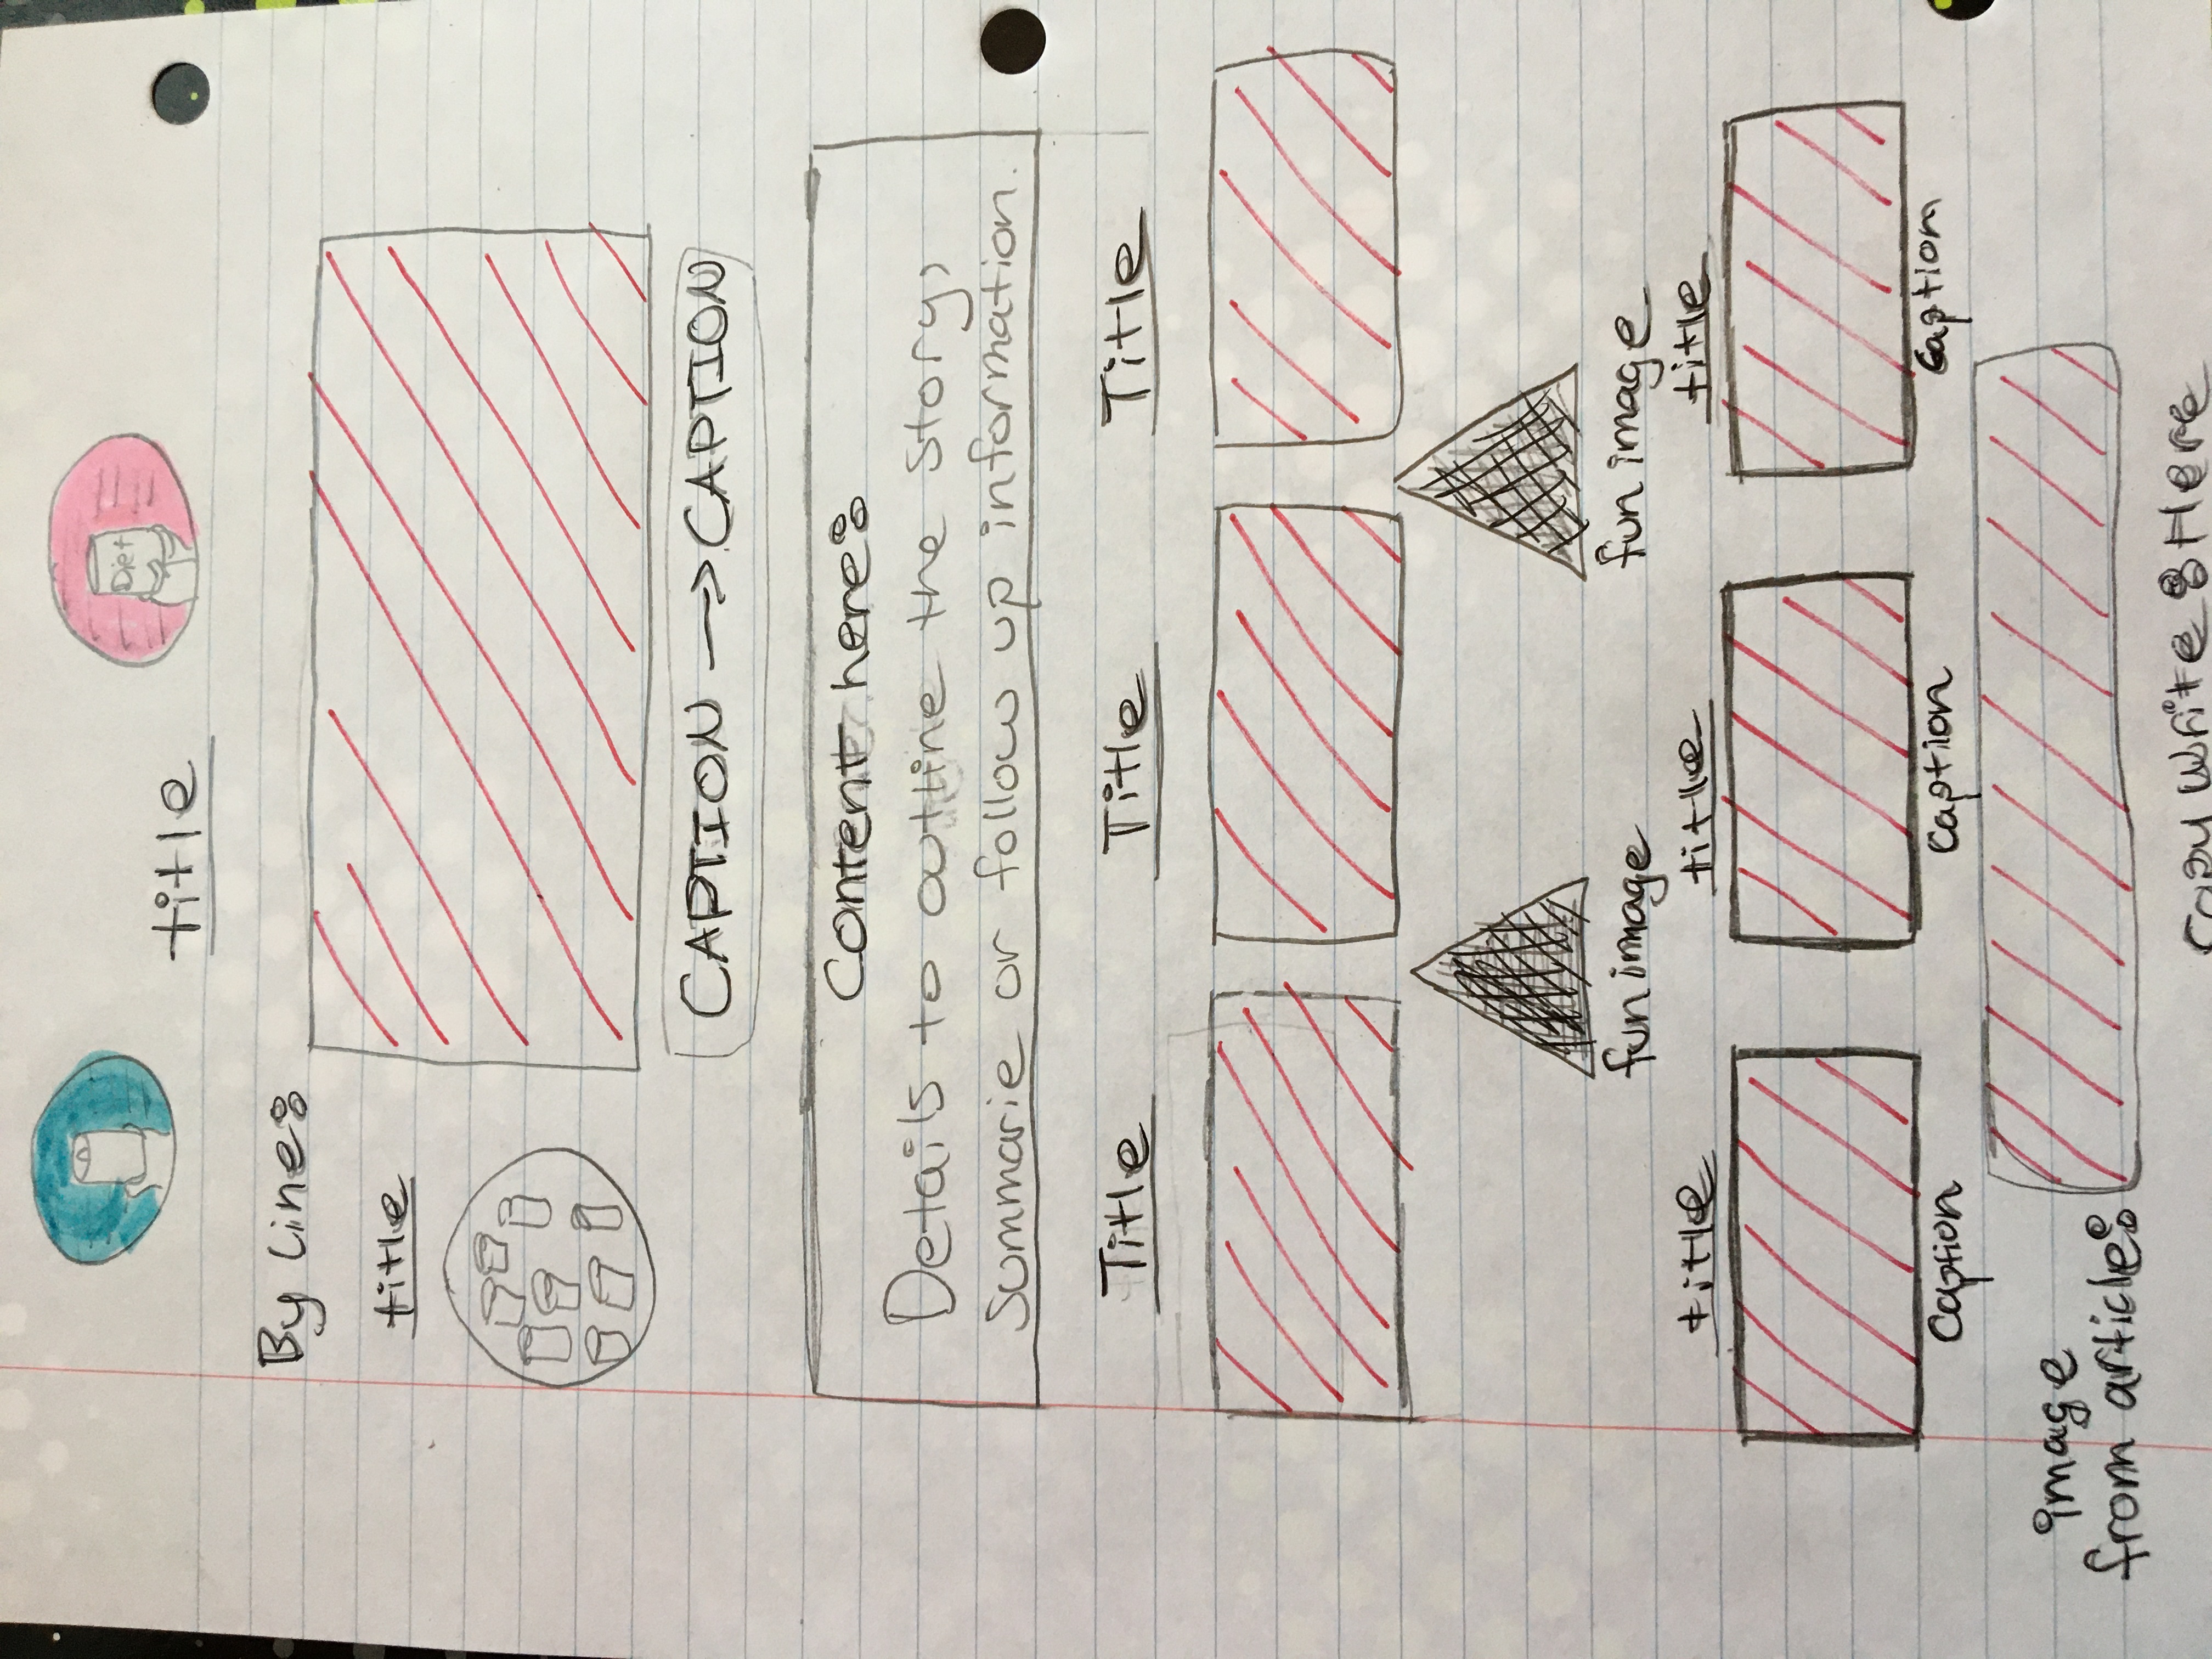 Diet
title
By line:
title
CAPTION → CAPTION
Content here:
Details to outline the story,
summarie or follow up information.
Title Title Title
fun image fun image
title title title
Caption Caption Caption
image
from article:
Copy Write : Here